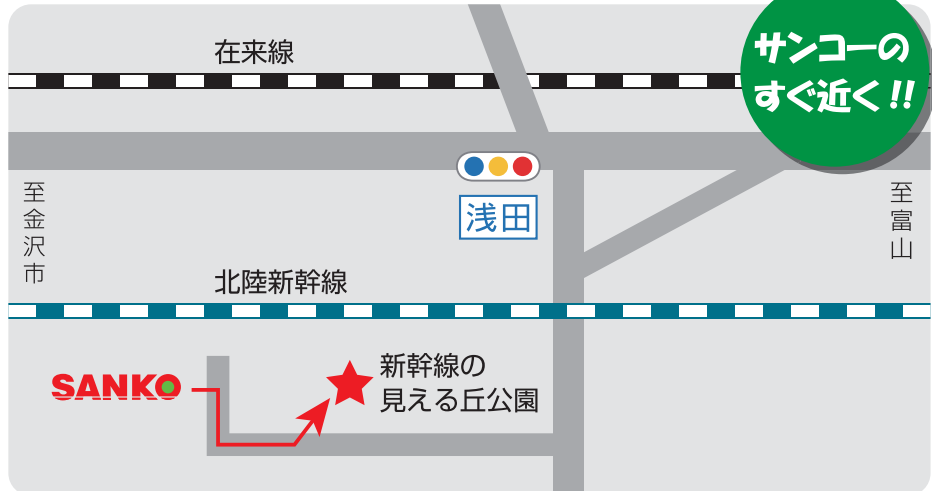 在来線
サンコーの
すぐ近く!!
至金沢市
浅田
至富山
北陸新幹線
SANKO
新幹線の
見える丘公園